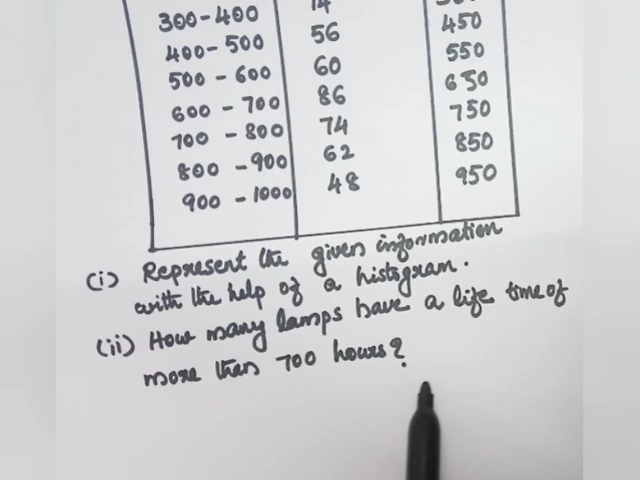 300-400 14
400-500 56 450
500-600 60 550
600-700 86 650
700-800 74 750
800-900 62 850
900-1000 48 950
(i) Represent the given information
with the help of a histogram.
(ii) How many lamps have a life time of
more than 700 hours?